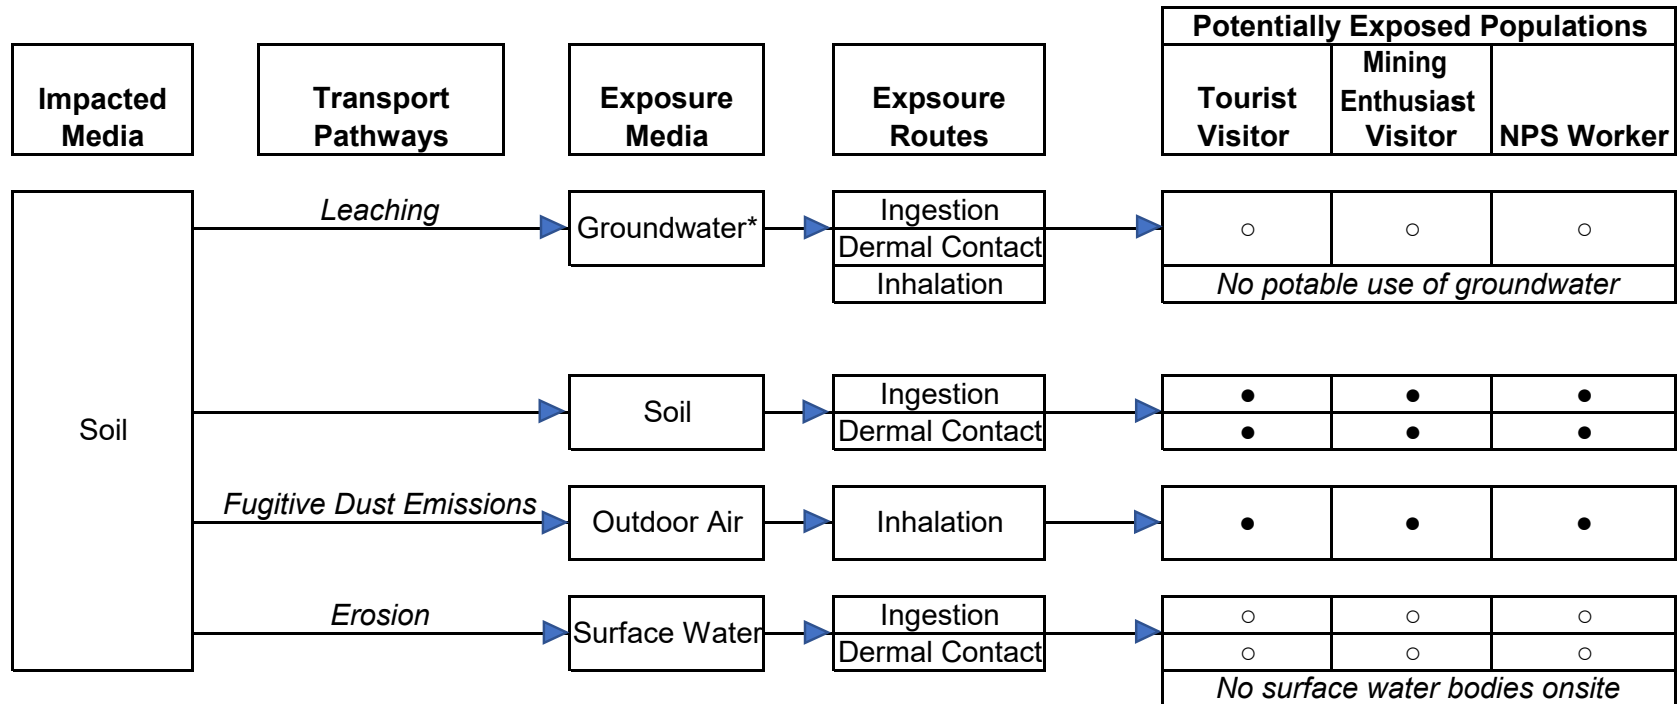 Potentially Exposed Populations
Impacted
Media
Transport
Pathways
Exposure
Media
Expsoure
Routes
Tourist
Visitor
Mining
Enthusiast
Visitor
NPS Worker
Soil
Leaching
Groundwater*
Ingestion
Dermal Contact
Inhalation
○ ○ ○
No potable use of groundwater
Soil
Ingestion
Dermal Contact
● ● ●
● ● ●
Fugitive Dust Emissions
Outdoor Air
Inhalation
● ● ●
Erosion
Surface Water
Ingestion
Dermal Contact
○ ○ ○
○ ○ ○
No surface water bodies onsite